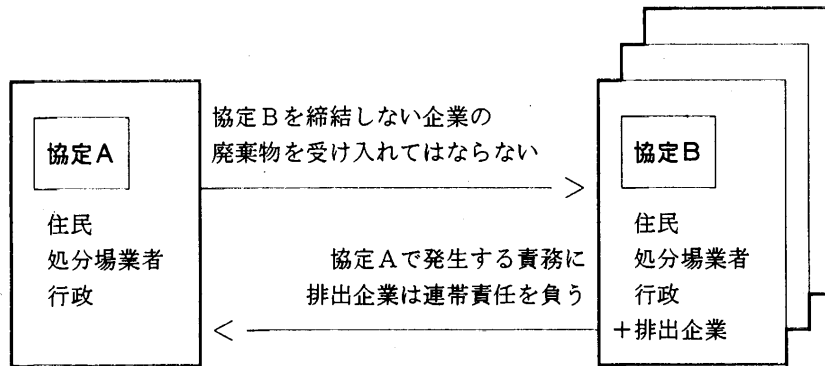 協定A
住民
処分場業者
行政
協定Bを締結しない企業の
廃棄物を受け入れてはならない
協定Aで発生する責務に
排出企業は連帯責任を負う
協定B
住民
処分場業者
行政
+排出企業